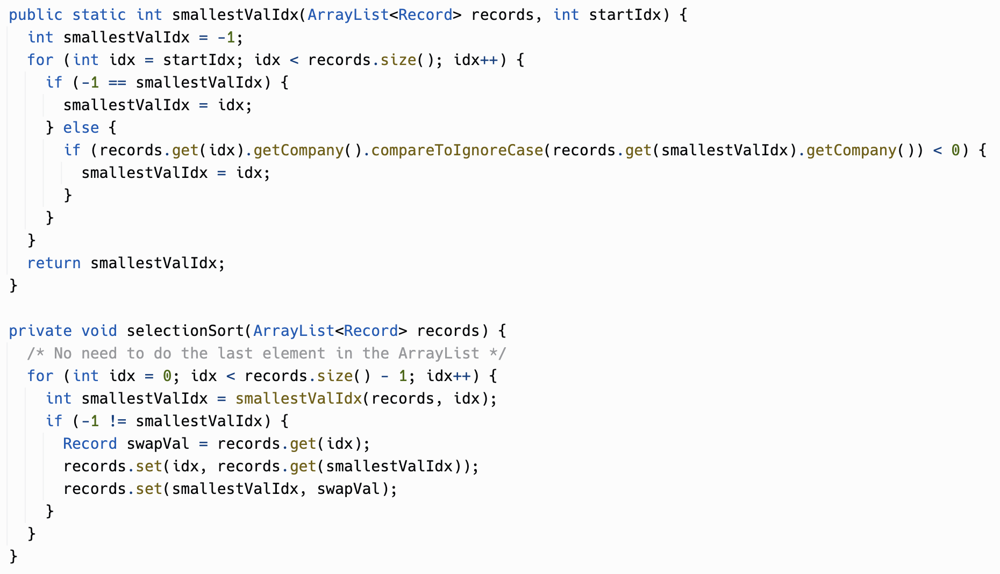 public static int smallestValIdx(ArrayList<Record> records, int startIdx) {
  int smallestValIdx = -1;
  for (int idx = startIdx; idx < records.size(); idx++) {
    if (-1 == smallestValIdx) {
      smallestValIdx = idx;
    } else {
      if (records.get(idx).getCompany().compareToIgnoreCase(records.get(smallestValIdx).getCompany()) < 0) {
        smallestValIdx = idx;
      }
    }
  }
  return smallestValIdx;
}

private void selectionSort(ArrayList<Record> records) {
  /* No need to do the last element in the ArrayList */
  for (int idx = 0; idx < records.size() - 1; idx++) {
    int smallestValIdx = smallestValIdx(records, idx);
    if (-1 != smallestValIdx) {
      Record swapVal = records.get(idx);
      records.set(idx, records.get(smallestValIdx));
      records.set(smallestValIdx, swapVal);
    }
  }
}